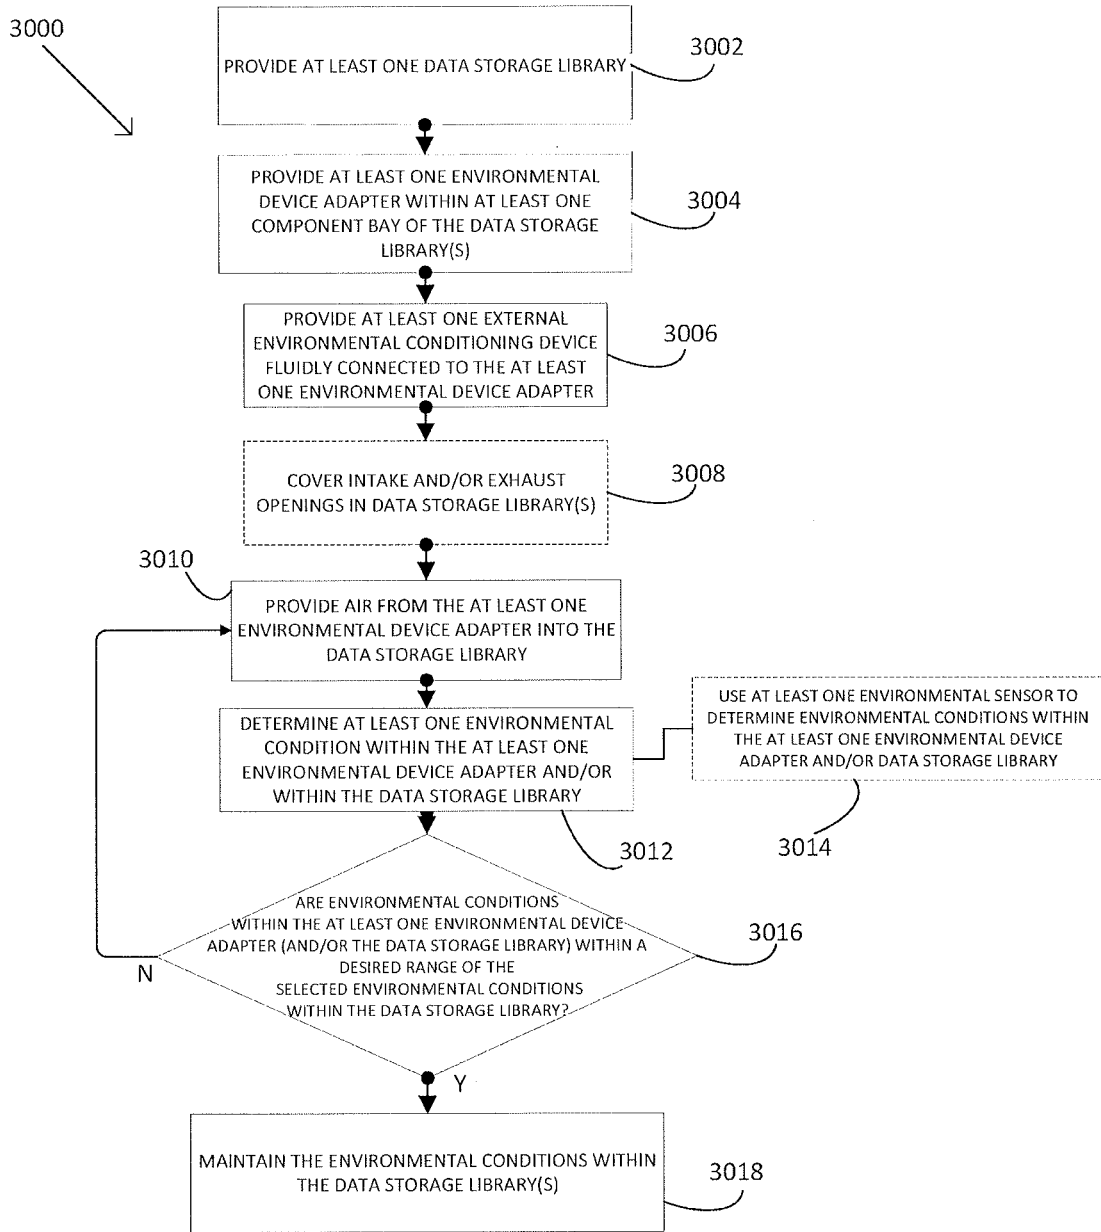 3000
PROVIDE AT LEAST ONE DATA STORAGE LIBRARY
3002
PROVIDE AT LEAST ONE ENVIRONMENTAL
DEVICE ADAPTER WITHIN AT LEAST ONE
COMPONENT BAY OF THE DATA STORAGE
LIBRARY(S)
3004
PROVIDE AT LEAST ONE EXTERNAL
ENVIRONMENTAL CONDITIONING DEVICE
FLUIDLY CONNECTED TO THE AT LEAST
ONE ENVIRONMENTAL DEVICE ADAPTER
3006
COVER INTAKE AND/OR EXHAUST
OPENINGS IN DATA STORAGE LIBRARY(S)
3008
3010
PROVIDE AIR FROM THE AT LEAST ONE
ENVIRONMENTAL DEVICE ADAPTER INTO THE
DATA STORAGE LIBRARY
DETERMINE AT LEAST ONE ENVIRONMENTAL
CONDITION WITHIN THE AT LEAST ONE
ENVIRONMENTAL DEVICE ADAPTER AND/OR
WITHIN THE DATA STORAGE LIBRARY
3012
USE AT LEAST ONE ENVIRONMENTAL SENSOR TO
DETERMINE ENVIRONMENTAL CONDITIONS WITHIN
THE AT LEAST ONE ENVIRONMENTAL DEVICE
ADAPTER AND/OR DATA STORAGE LIBRARY
3014
ARE ENVIRONMENTAL CONDITIONS
WITHIN THE AT LEAST ONE ENVIRONMENTAL DEVICE
ADAPTER (AND/OR THE DATA STORAGE LIBRARY) WITHIN A
DESIRED RANGE OF THE
SELECTED ENVIRONMENTAL CONDITIONS
WITHIN THE DATA STORAGE LIBRARY?
3016
N
Y
MAINTAIN THE ENVIRONMENTAL CONDITIONS WITHIN
THE DATA STORAGE LIBRARY(S)
3018